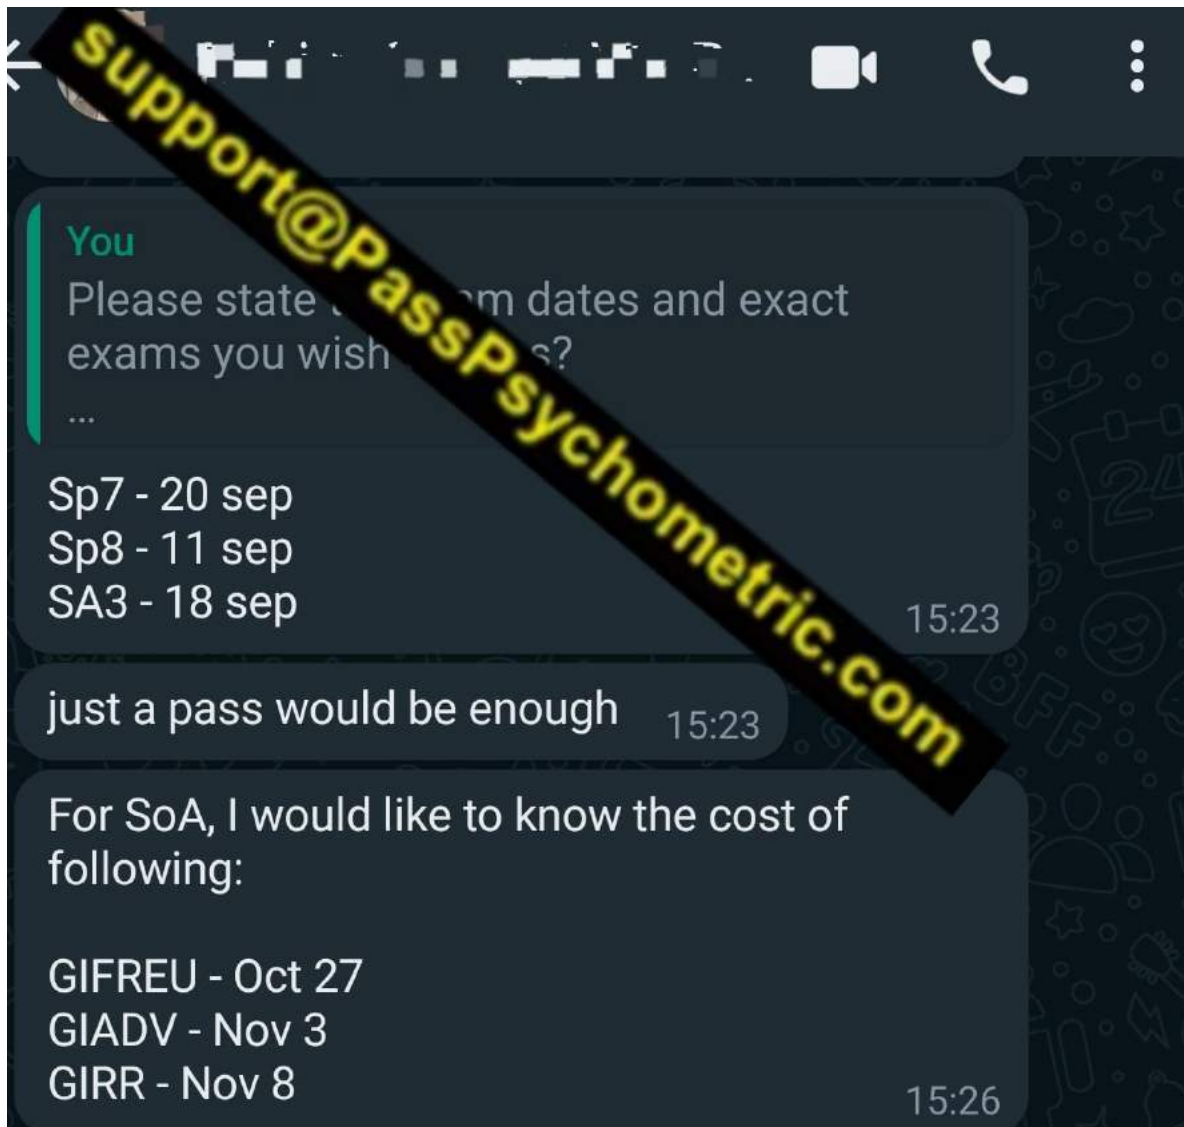 support@PassPsychometric.com
You
Please state dates and exact
exams you wish
...
Sp7 - 20 sep
Sp8 - 11 sep
SA3 - 18 sep
15:23
just a pass would be enough
15:23
For SoA, I would like to know the cost of
following:
GIFREU - Oct 27
GIADV - Nov 3
GIRR - Nov 8
15:26